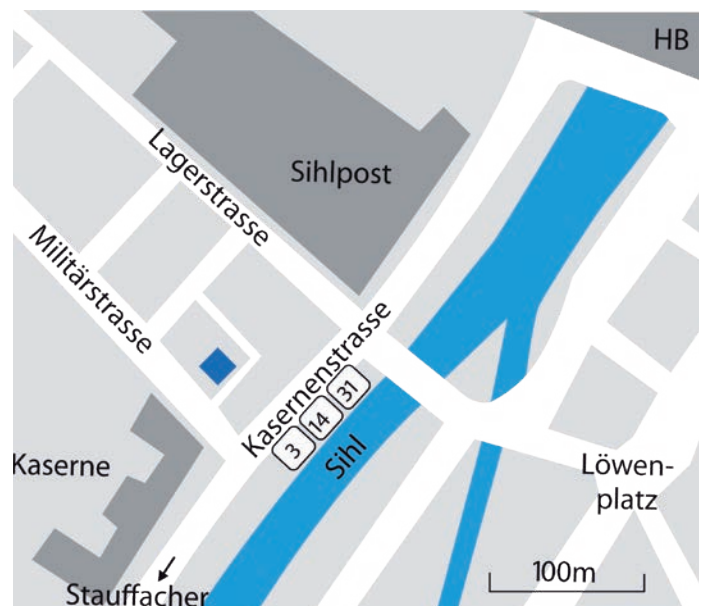 HB
Sihlpost
Lagerstrasse
Militärstrasse
Kasernenstrasse
3
14
31
Sihl
Kaserne
Löwen-
platz
100m
Stauffacher